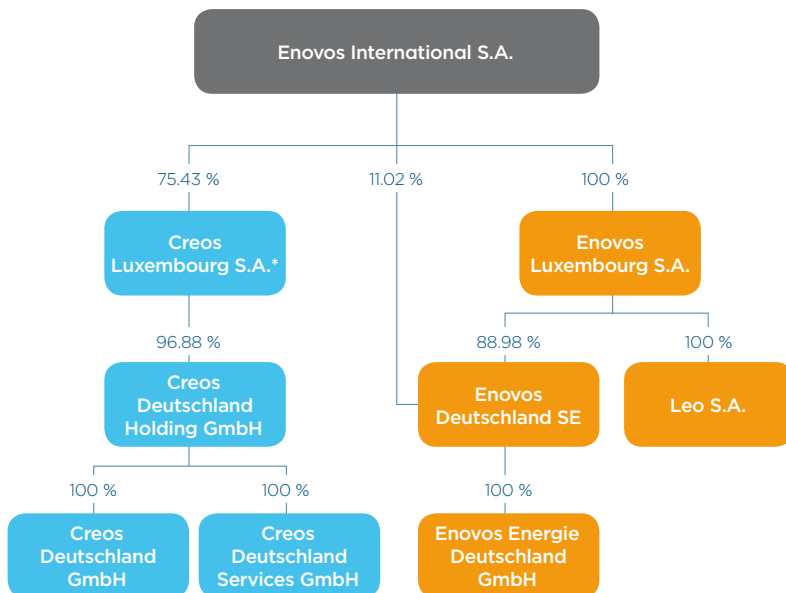 Enovos International S.A.
75.43 %
11.02 %
100 %
Creos
Luxembourg S.A.*
Enovos
Luxembourg S.A.
96.88 %
88.98 %
100 %
Creos
Deutschland
Holding GmbH
Enovos
Deutschland SE
Leo S.A.
100 %
100 %
100 %
Creos
Deutschland
GmbH
Creos
Deutschland
Services GmbH
Enovos Energie
Deutschland
GmbH